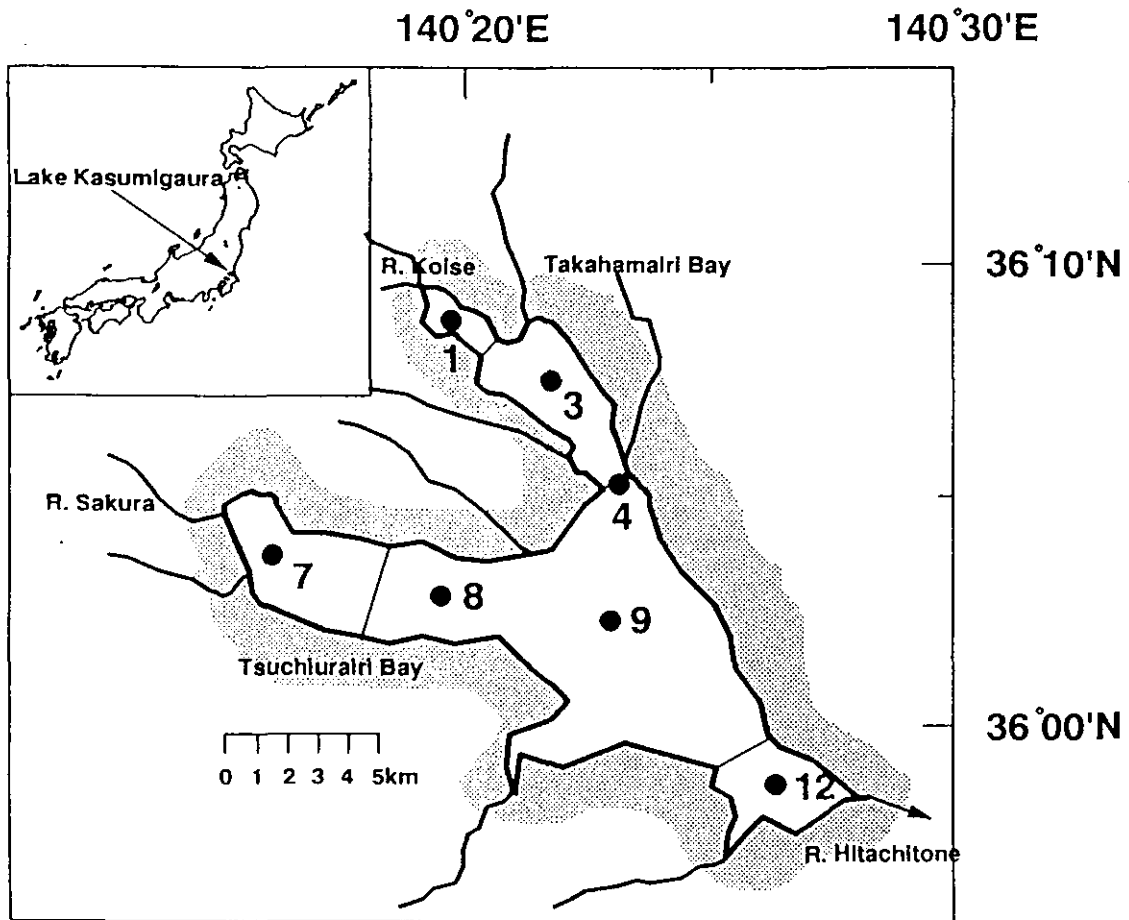 140°20'E
140°30'E
Lake Kasumigaura
R. Koise
Takahamairi Bay
36°10'N
1
3
R. Sakura
4
7
8
9
Tsuchiurairi Bay
36°00'N
0 1 2 3 4 5km
12
R. Hitachitone